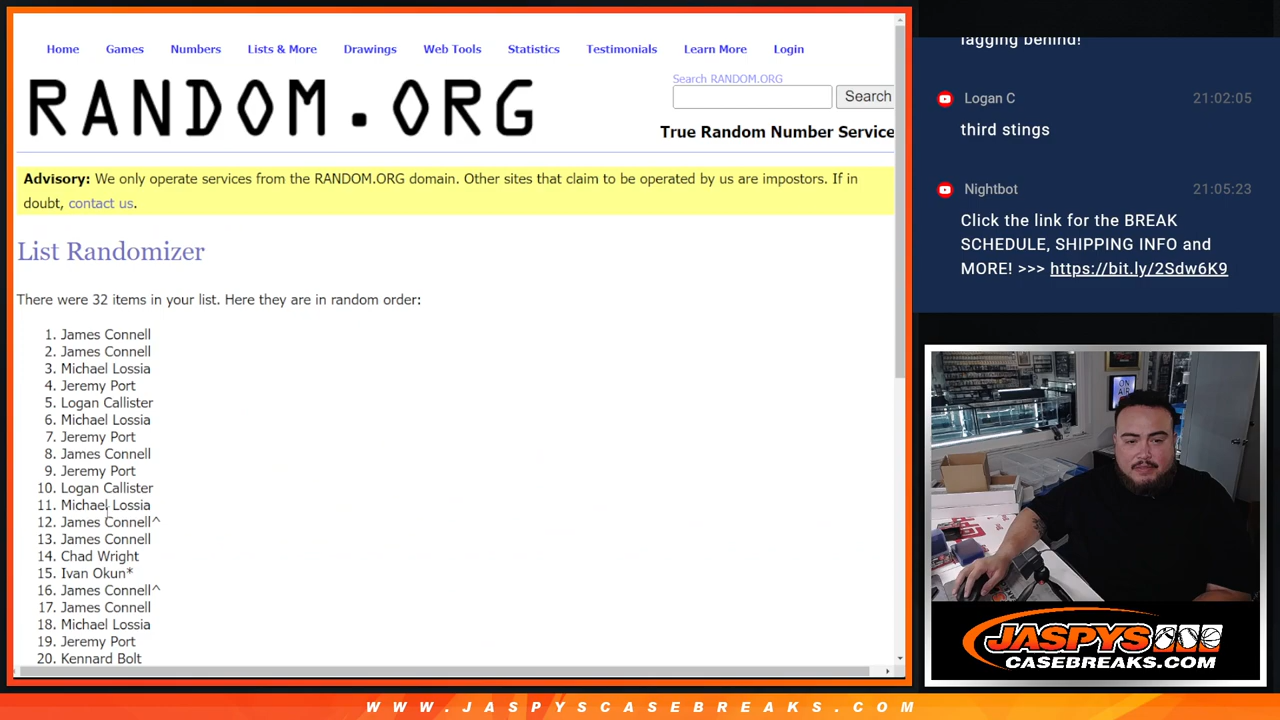 Home Games Numbers Lists & More Drawings Web Tools Statistics Testimonials Learn More Login
RANDOM.ORG
Search RANDOM.ORG
Search
True Random Number Service
Advisory: We only operate services from the RANDOM.ORG domain. Other sites that claim to be operated by us are impostors. If in
doubt, contact us.
List Randomizer
There were 32 items in your list. Here they are in random order:
1. James Connell
2. James Connell
3. Michael Lossia
4. Jeremy Port
5. Logan Callister
6. Michael Lossia
7. Jeremy Port
8. James Connell
9. Jeremy Port
10. Logan Callister
11. Michael Lossia
12. James Connell^
13. James Connell
14. Chad Wright
15. Ivan Okun*
16. James Connell^
17. James Connell
18. Michael Lossia
19. Jeremy Port
20. Kennard Bolt
lagging behind!
Logan C 21:02:05
third stings
Nightbot 21:05:23
Click the link for the BREAK
SCHEDULE, SHIPPING INFO and
MORE! >>> https://bit.ly/2Sdw6K9
ON
AIR
JASPYS
CASEBREAKS.COM
WWW.JASPYSCASEBREAKS.COM